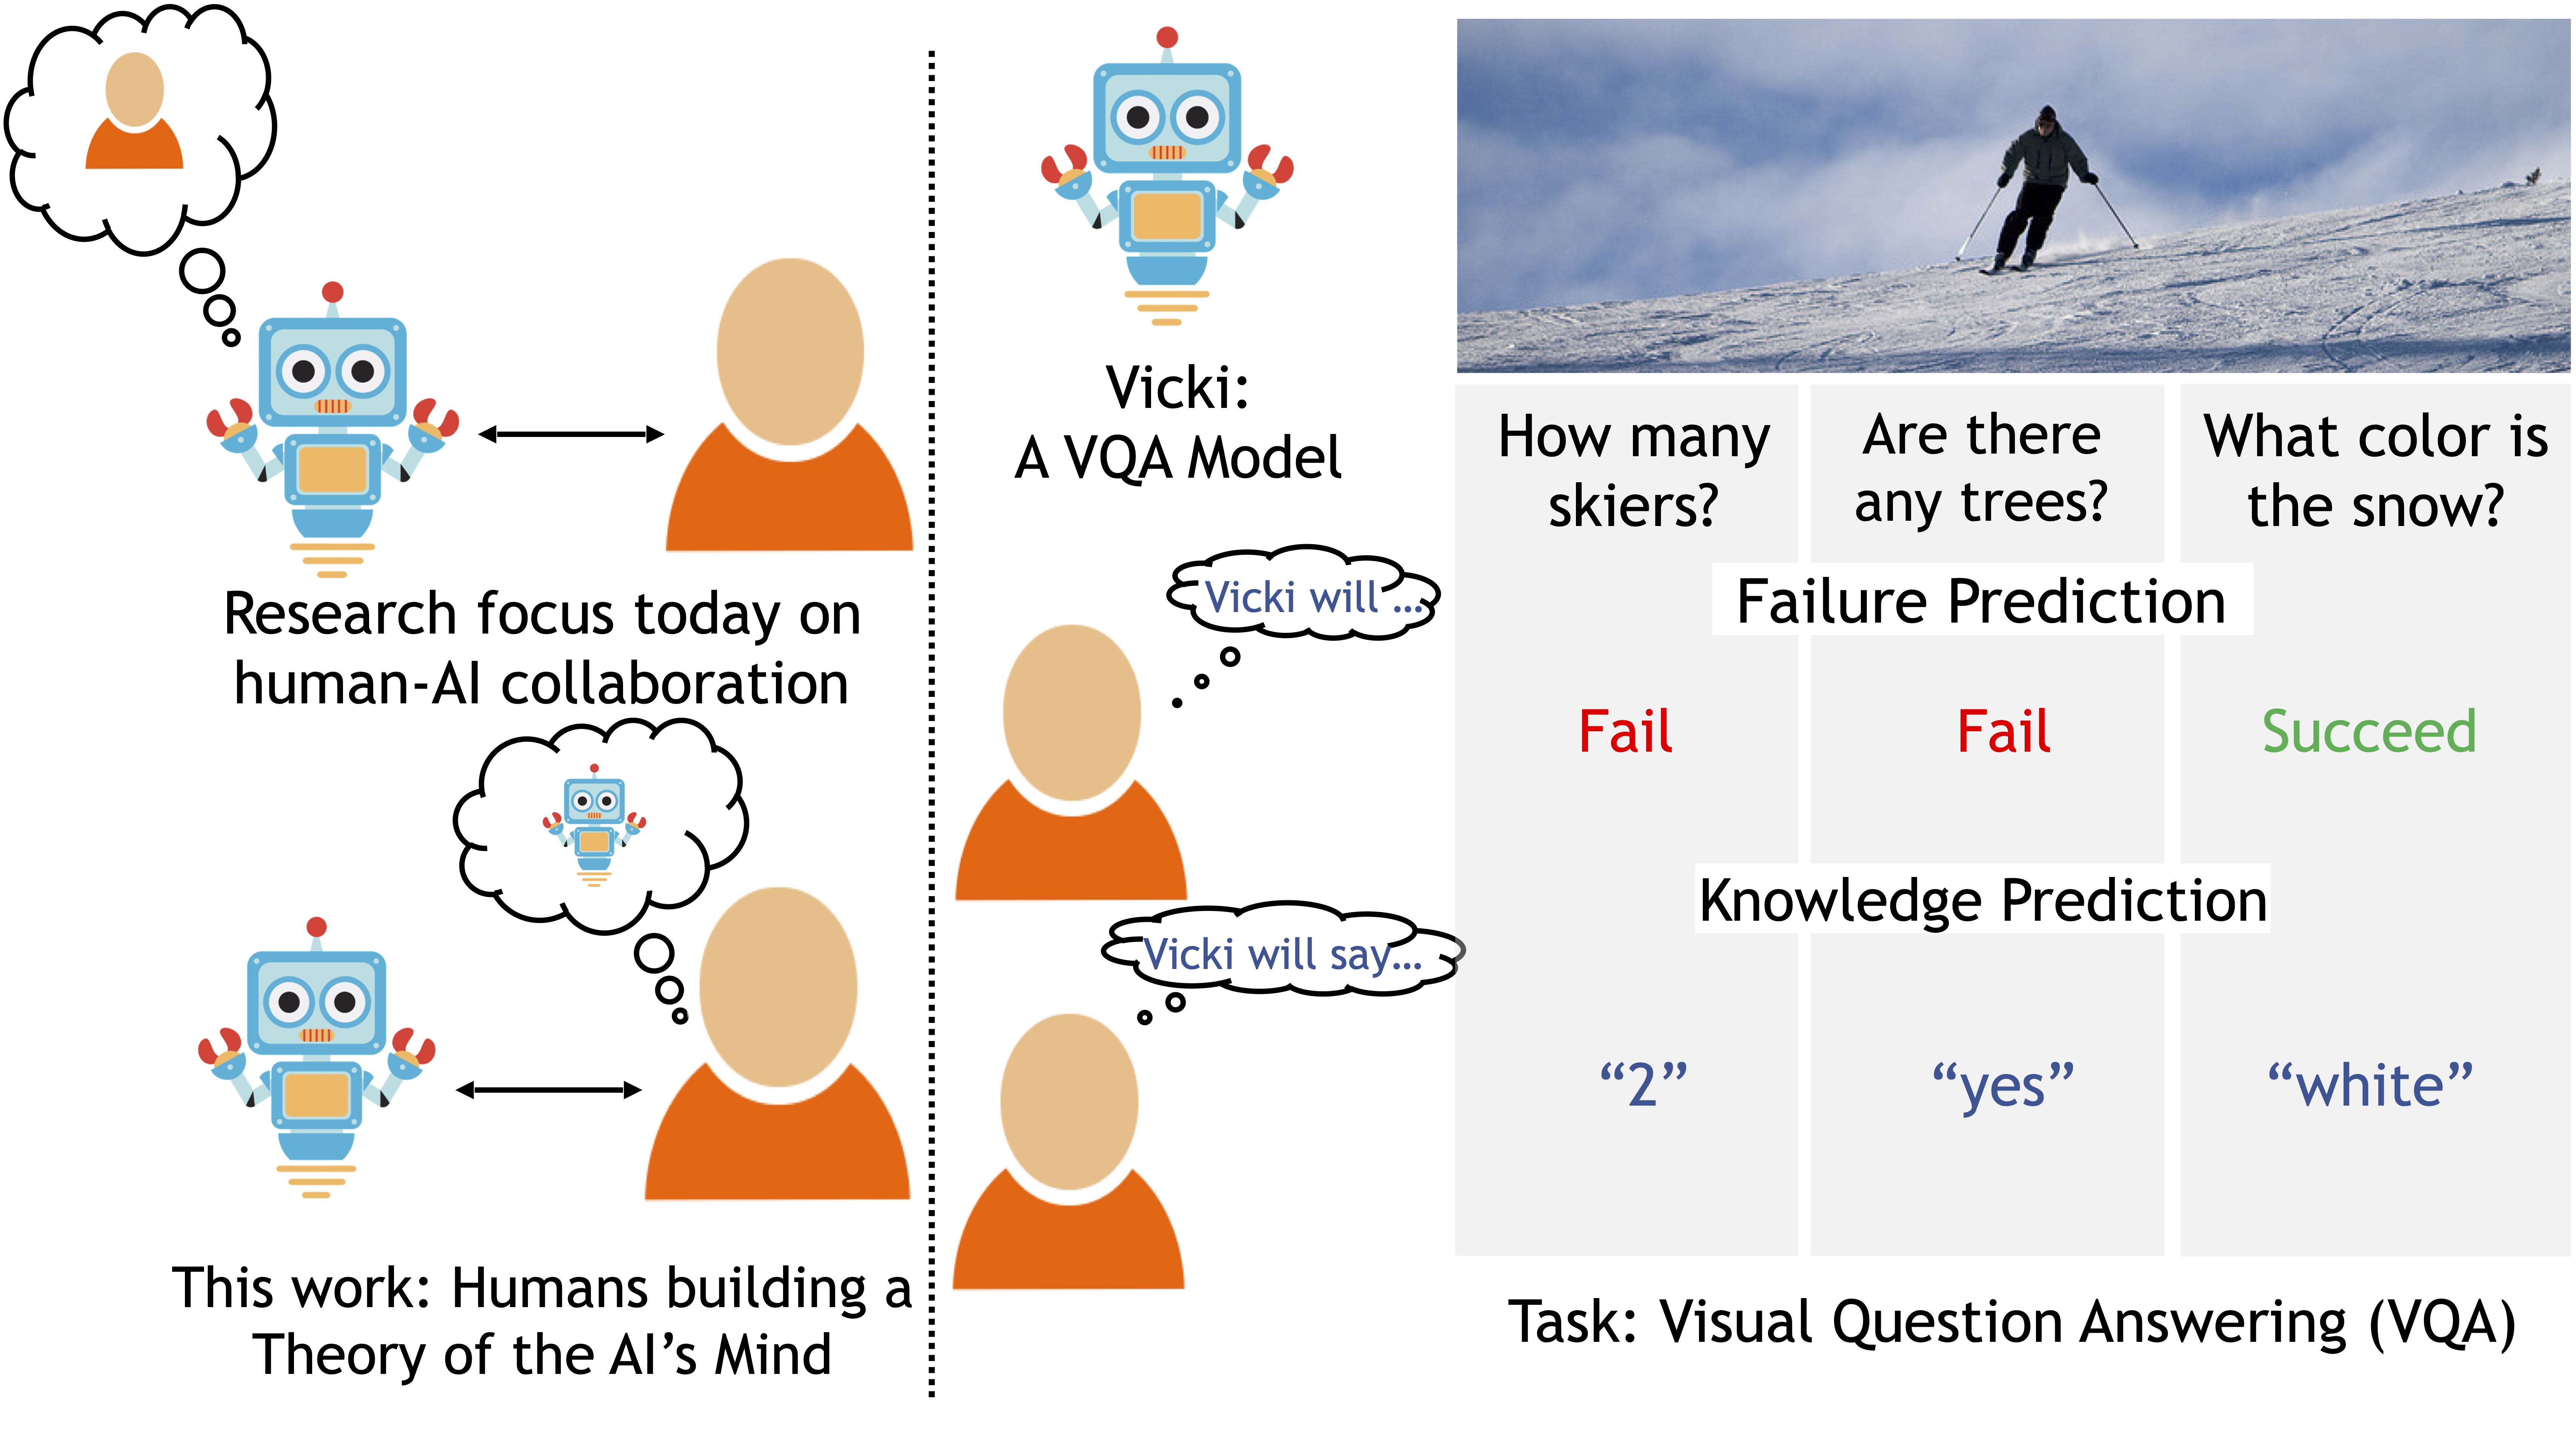 Research focus today on
human-AI collaboration
This work: Humans building a
Theory of the AI’s Mind
Vicki:
A VQA Model
Vicki will ...
Vicki will say...
How many
skiers?
Are there
any trees?
What color is
the snow?
Failure Prediction
Fail
Fail
Succeed
Knowledge Prediction
“2”
“yes”
“white”
Task: Visual Question Answering (VQA)